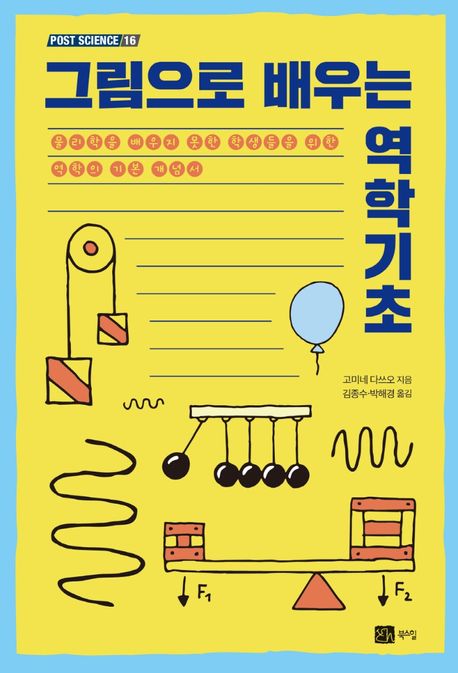 POST SCIENCE/16
그림으로 배우는
역학기초
물리학을 배우지 못한 학생들을 위한
역학의 기본 개념서
고미네 다쓰오 지음
김종수·박해경 옮김
F₁
F₂
북스힐